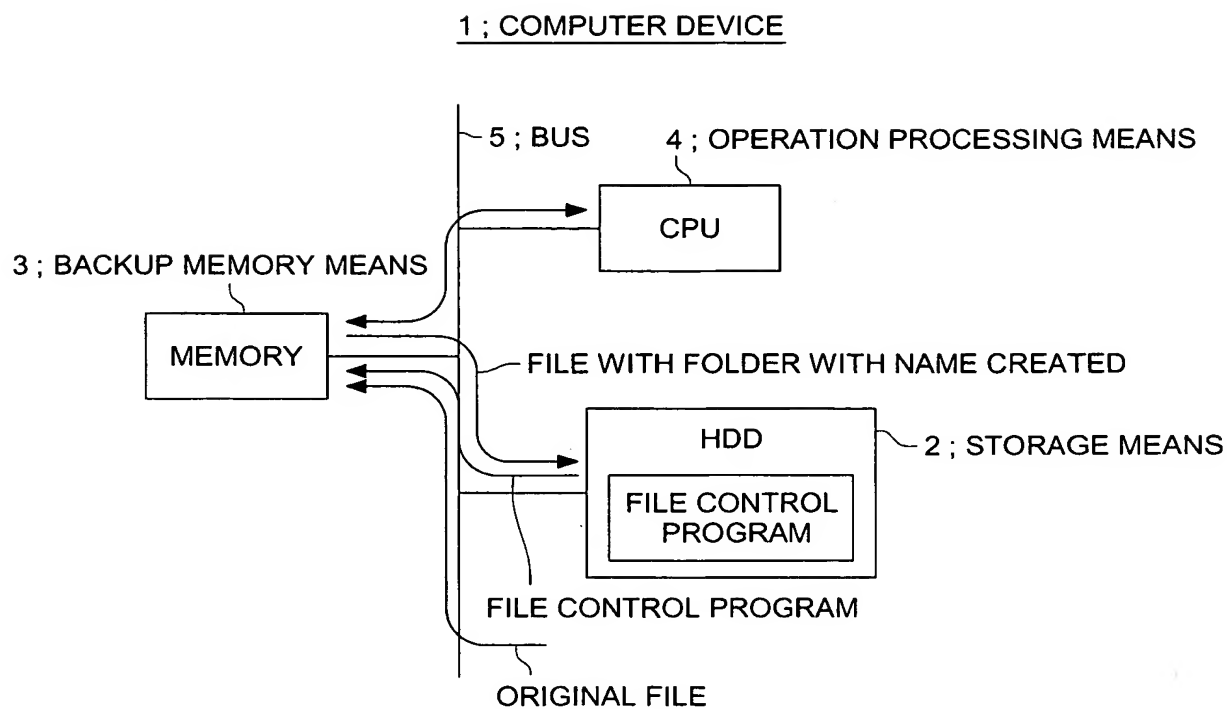 1 ; COMPUTER DEVICE
5 ; BUS
4 ; OPERATION PROCESSING MEANS
CPU
3 ; BACKUP MEMORY MEANS
MEMORY
FILE WITH FOLDER WITH NAME CREATED
HDD
2 ; STORAGE MEANS
FILE CONTROL
PROGRAM
FILE CONTROL PROGRAM
ORIGINAL FILE